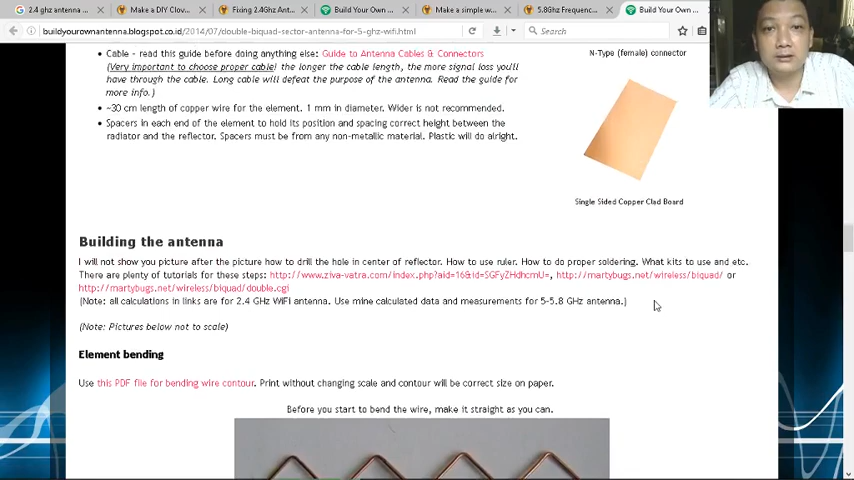 2.4 ghz antenna ...
Make a DIY Clov...
Fixing 2.4Ghz Ant...
Build Your Own ...
Make a simple w...
5.8Ghz Frequenc...
Build Your Own ...
buildyourownantenna.blogspot.co.id/2014/07/double-biquad-sector-antenna-for-5-ghz-wifi.html
Search
Cable - read this guide before doing anything else: Guide to Antenna Cables & Connectors
(Very important to choose proper cable! the longer the cable length, the more signal loss you'll
have through the cable. Long cable will defeat the purpose of the antenna. Read the guide for
more info.)
~30 cm length of copper wire for the element. 1 mm in diameter. Wider is not recommended.
Spacers in each end of the element to hold its position and spacing correct height between the
radiator and the reflector. Spacers must be from any non-metallic material. Plastic will do alright.
N-Type (female) connector
Single Sided Copper Clad Board
Building the antenna
I will not show you picture after the picture how to drill the hole in center of reflector. How to use ruler. How to do proper soldering. What kits to use and etc.
There are plenty of tutorials for these steps: http://www.ziva-vatra.com/index.php?aid=16&id=SGFyZHdhcmU=, http://martybugs.net/wireless/biquad/ or
http://martybugs.net/wireless/biquad/double.cgi
(Note: all calculations in links are for 2.4 GHz WiFi antenna. Use mine calculated data and measurements for 5-5.8 GHz antenna.)
(Note: Pictures below not to scale)
Element bending
Use this PDF file for bending wire contour. Print without changing scale and contour will be correct size on paper.
Before you start to bend the wire, make it straight as you can.